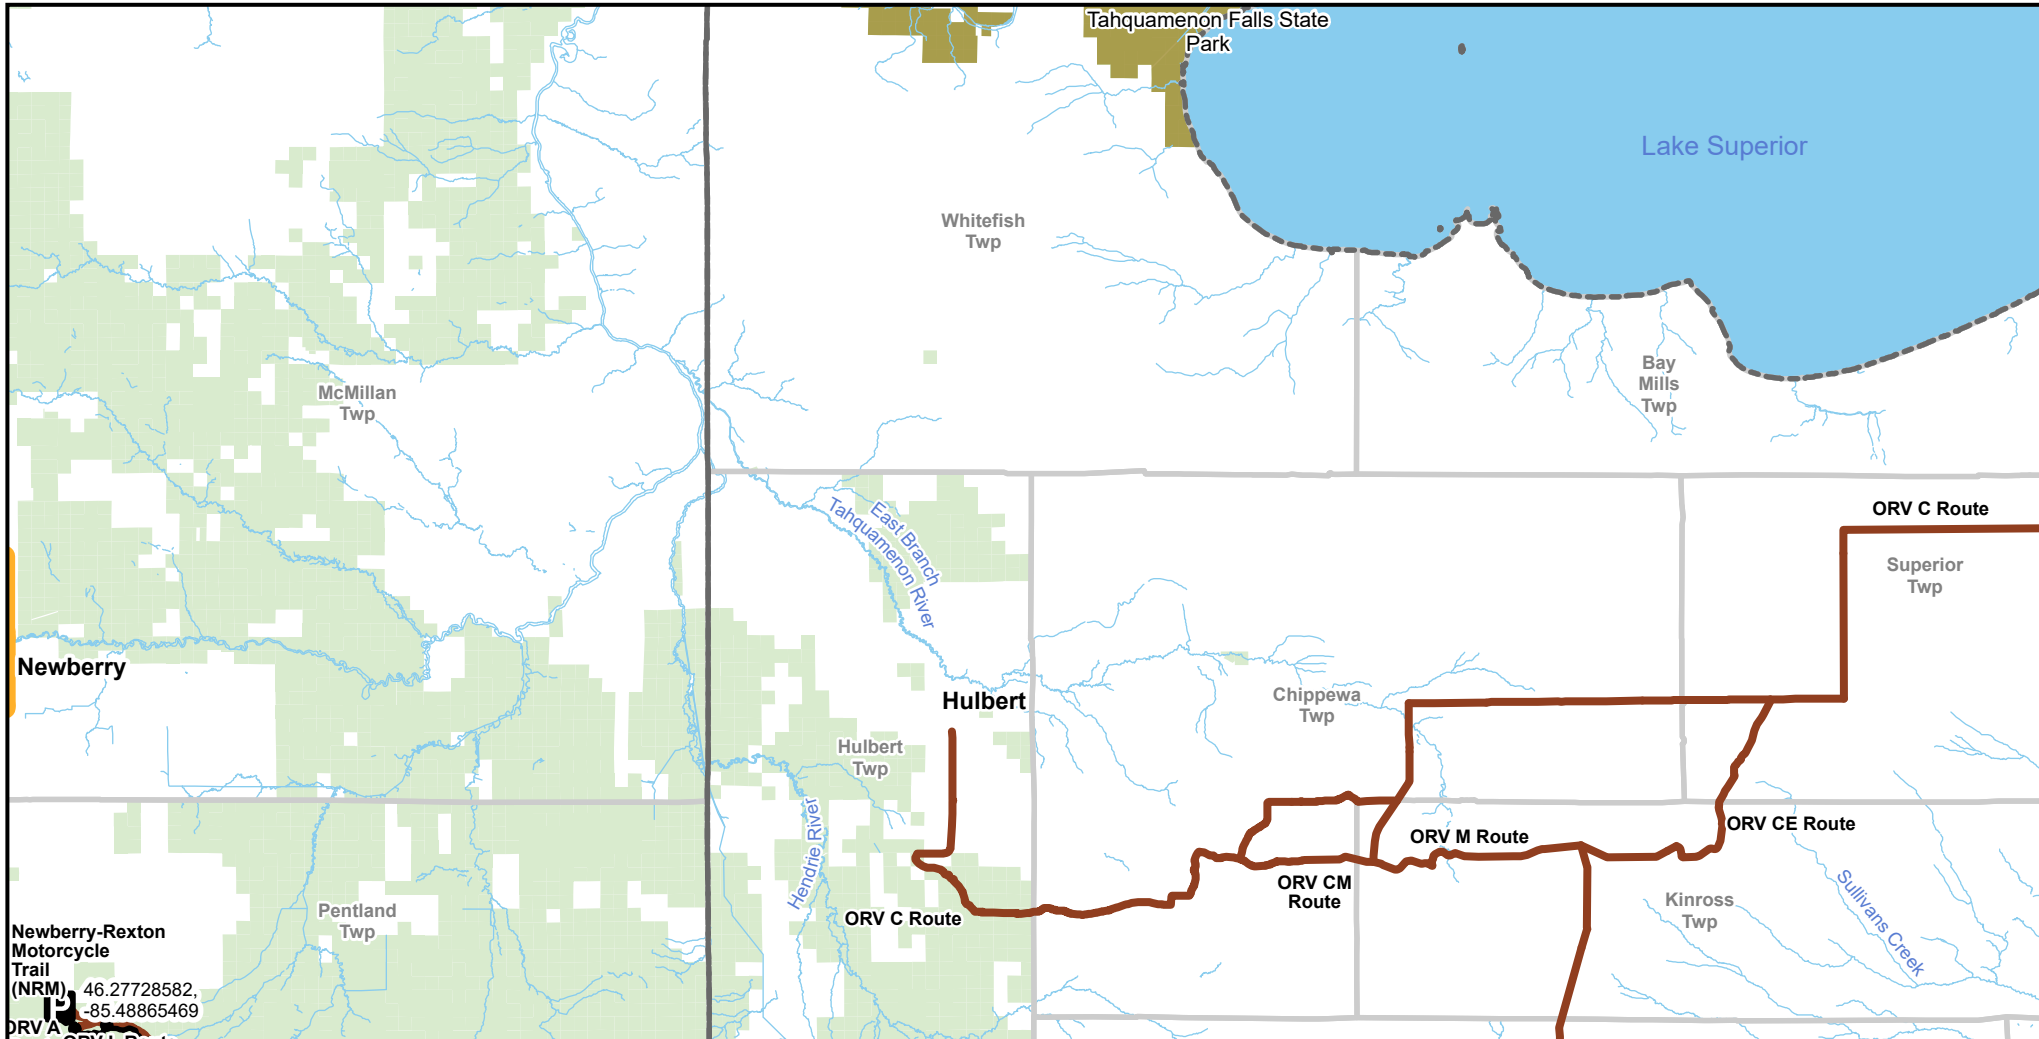 Tahquamenon Falls State
Park
Lake Superior
Whitefish
Twp
McMillan
Twp
Bay
Mills
Twp
East Branch
Tahquamenon River
ORV C Route
Superior
Twp
Newberry
Hulbert
Chippewa
Twp
Hulbert
Twp
Hendrie River
ORV M Route
ORV CE Route
ORV CM
Route
Sullivans Creek
Kinross
Twp
ORV C Route
Pentland
Twp
Newberry-Rexton
Motorcycle
Trail
(NRM)
46.27728582,
-85.48865469
P
ORV A